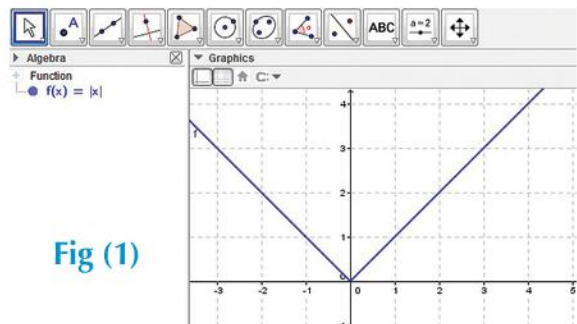 A
ABC
a=2
Algebra
Graphics
Function
f(x) = |x|
f
4
3
2
1
0
-3 -2 -1 0 1 2 3 4 5
Fig (1)